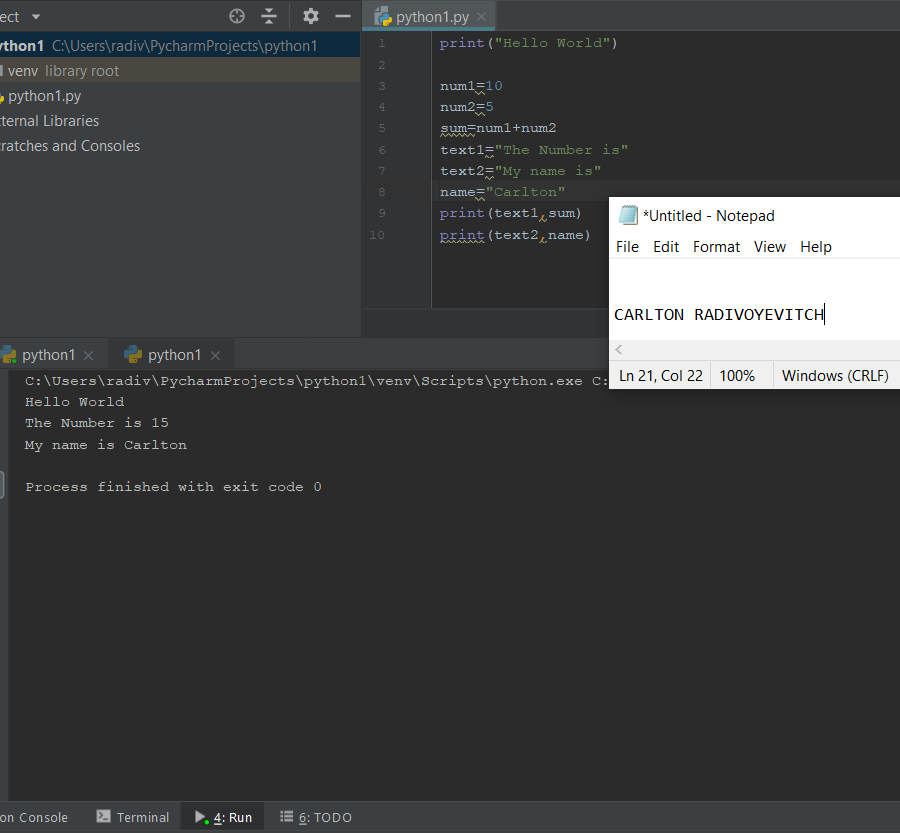 ect
python1.py
ython1 C:\Users\radiv\PycharmProjects\python1
venv library root
python1.py
ternal Libraries
ratches and Consoles
1 print("Hello World")
2
3 num1=10
4 num2=5
5 sum=num1+num2
6 text1="The Number is"
7 text2="My name is"
8 name="Carlton"
9 print(text1,sum)
10 print(text2,name)
*Untitled - Notepad
File Edit Format View Help
CARLTON RADIVOYEVITCH
Ln 21, Col 22 100% Windows (CRLF)
python1 python1
C:\Users\radiv\PycharmProjects\python1\venv\Scripts\python.exe C:
Hello World
The Number is 15
My name is Carlton
Process finished with exit code 0
on Console Terminal 4: Run 6: TODO